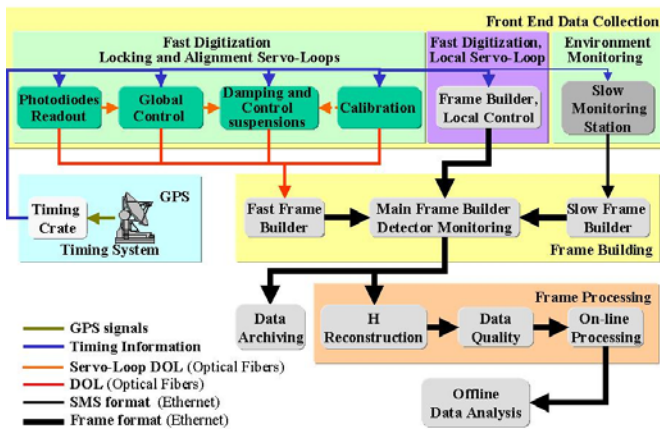 Front End Data Collection
Fast Digitization
Locking and Alignment Servo-Loops
Fast Digitization,
Local Servo-Loop
Environment
Monitoring
Photodiodes
Readout
Global
Control
Damping and
Control
suspensions
Calibration
Frame Builder,
Local Control
Slow
Monitoring
Station
GPS
Timing
Crate
Timing System
Fast Frame
Builder
Main Frame Builder
Detector Monitoring
Slow Frame
Builder
Frame Building
Data
Archiving
Frame Processing
H
Reconstruction
Data
Quality
On-line
Processing
Offline
Data Analysis
GPS signals
Timing Information
Servo-Loop DOL (Optical Fibers)
DOL (Optical Fibers)
SMS format (Ethernet)
Frame format (Ethernet)